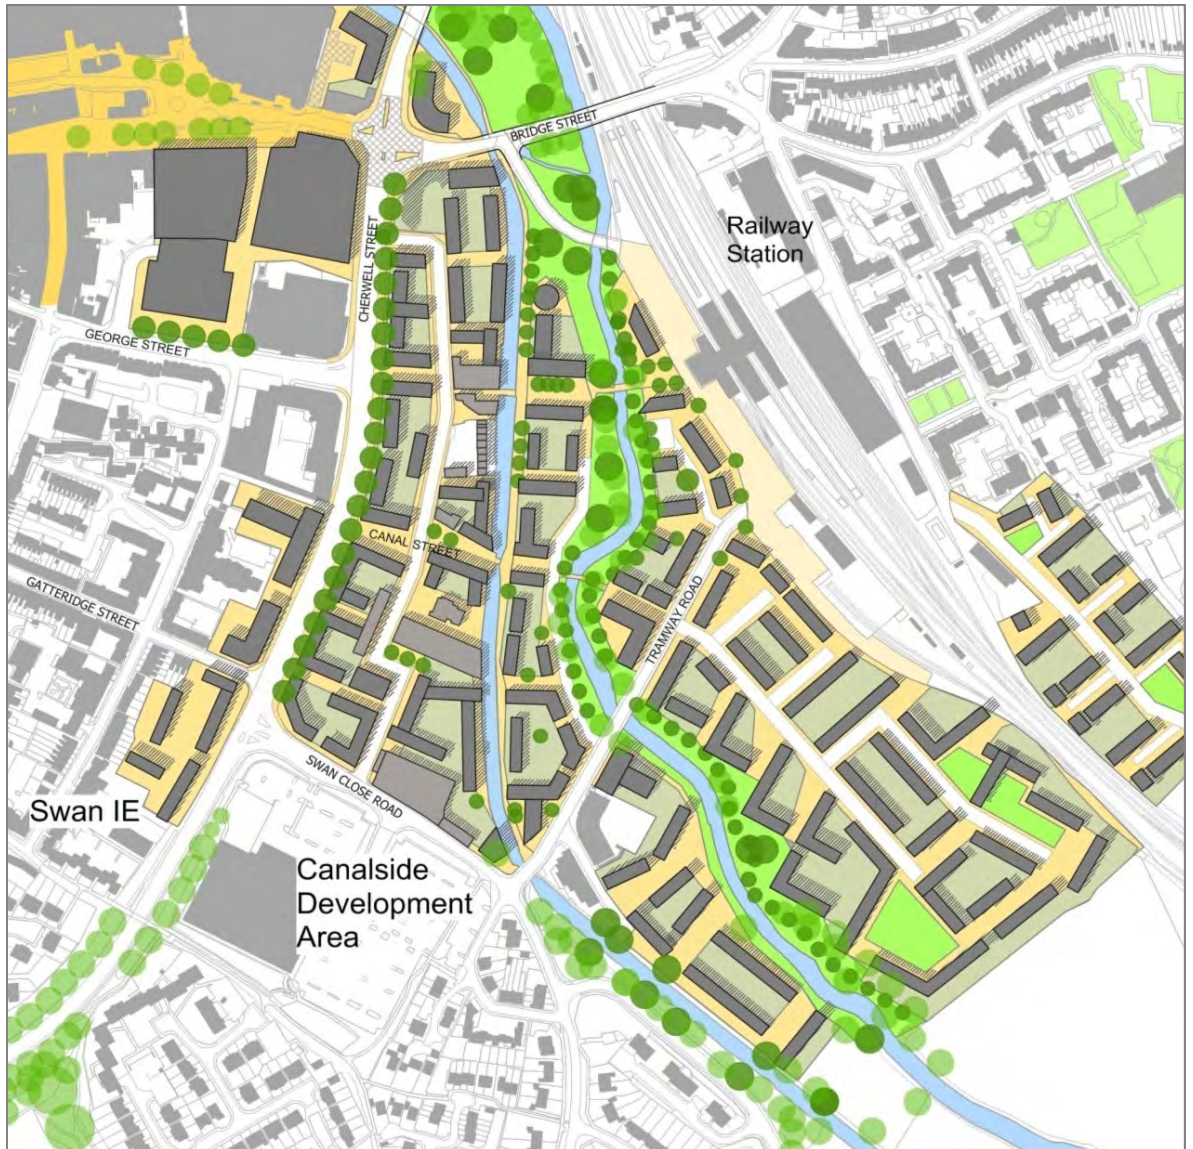 BRIDGE STREET
Railway
Station
CHERWELL STREET
GEORGE STREET
CANAL STREET
GATTERIDGE STREET
TRAMWAY ROAD
SWAN CLOSE ROAD
Swan IE
Canalside
Development
Area